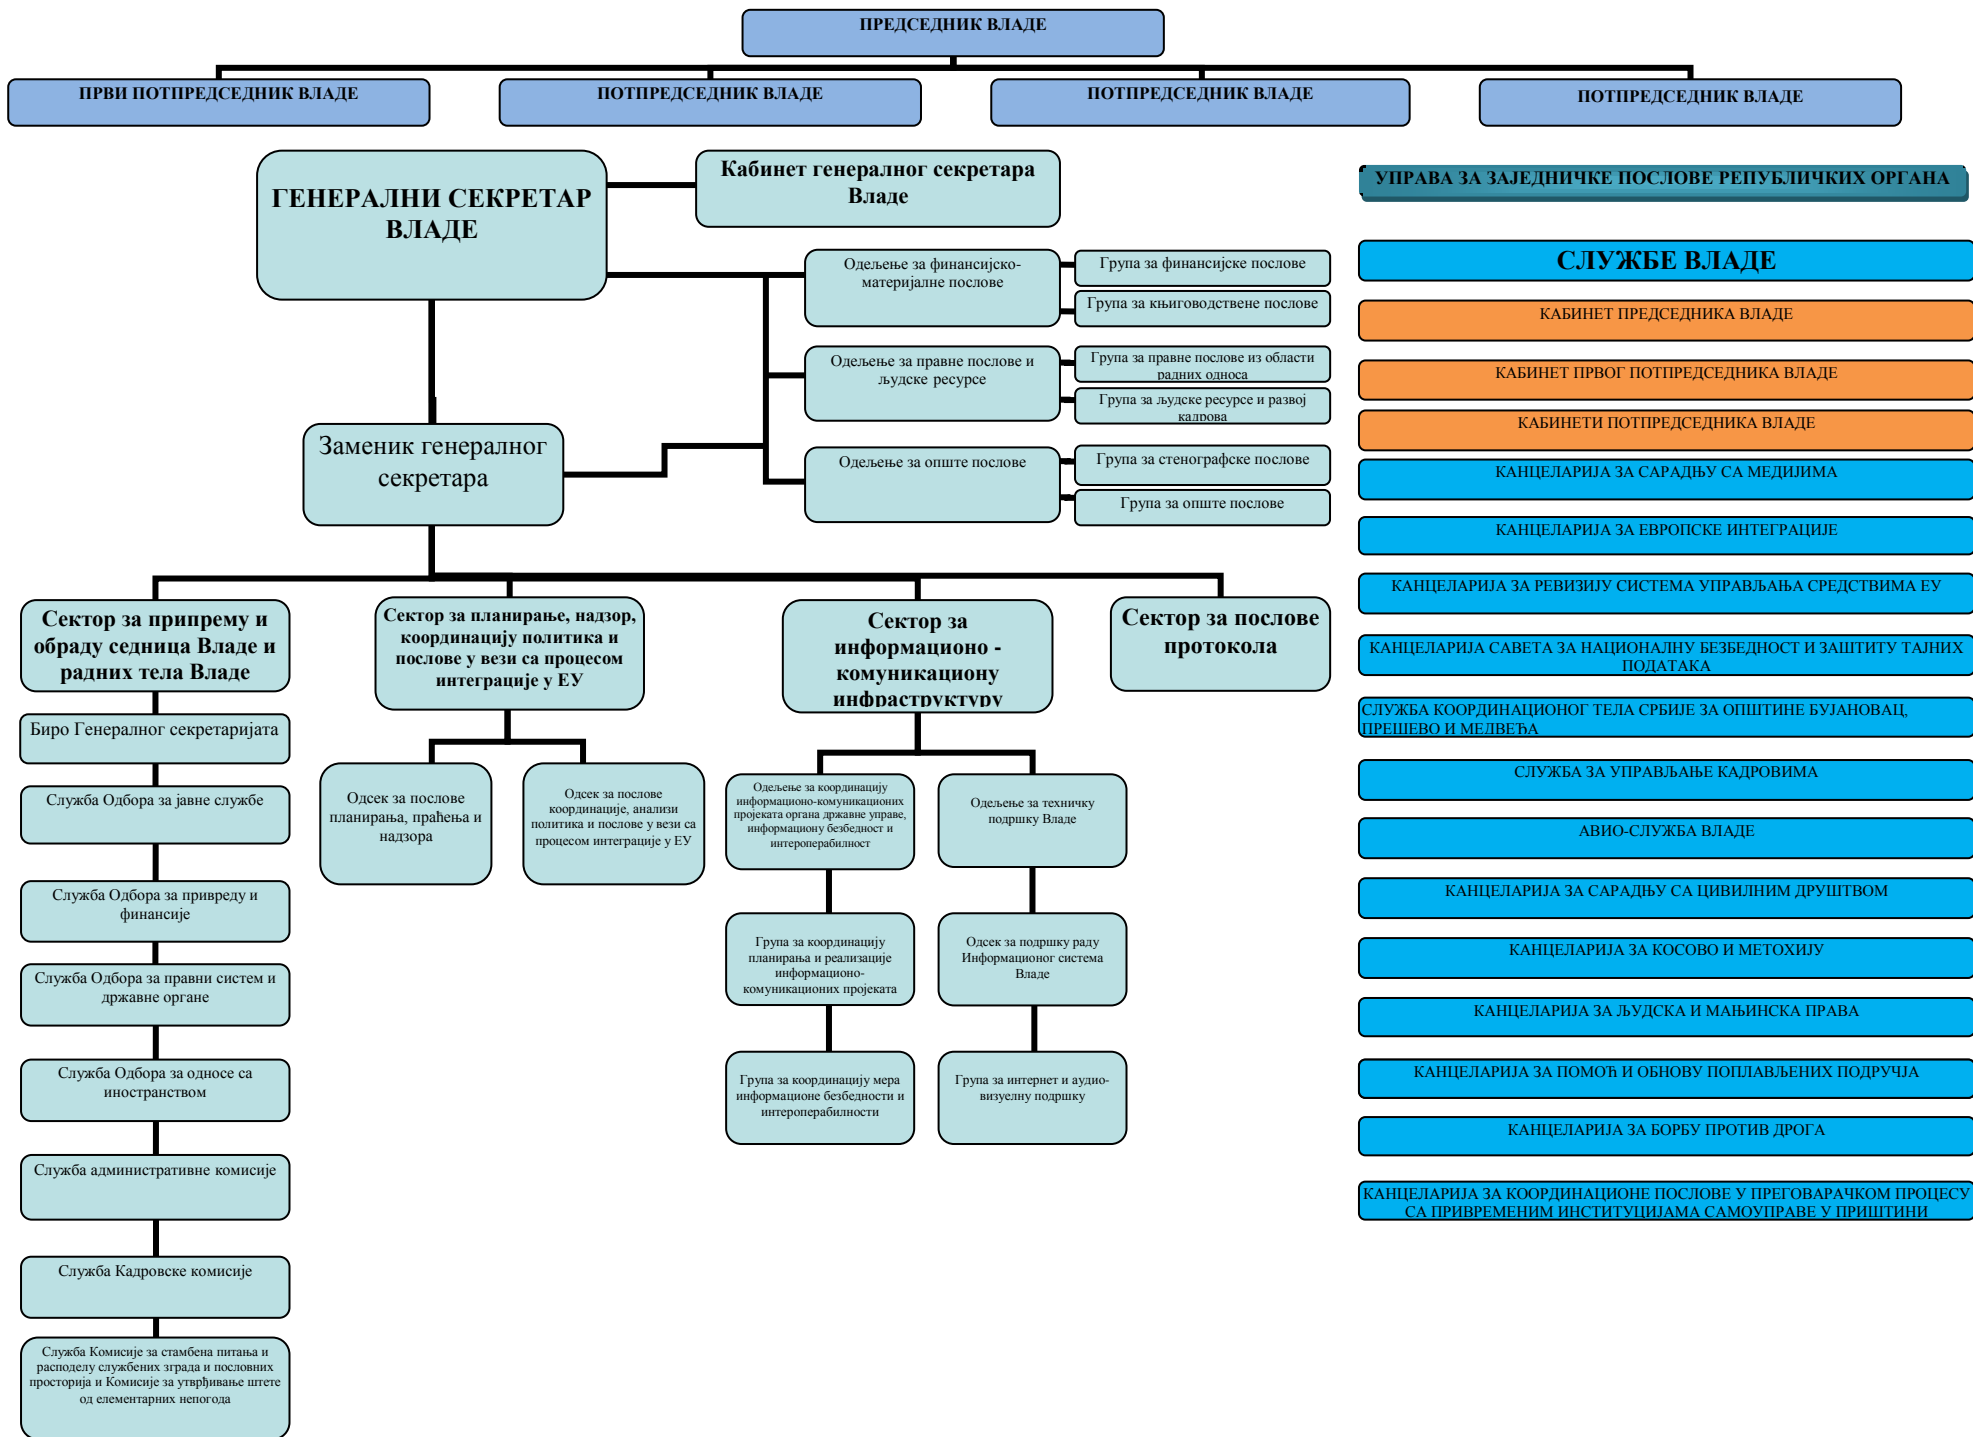 ПРЕДСЕДНИК ВЛАДЕ
ПРВИ ПОТПРЕДСЕДНИК ВЛАДЕ
ПОТПРЕДСЕДНИК ВЛАДЕ
ПОТПРЕДСЕДНИК ВЛАДЕ
ПОТПРЕДСЕДНИК ВЛАДЕ
ГЕНЕРАЛНИ СЕКРЕТАР
ВЛАДЕ
Кабинет генералног секретара
Владе
Одељење за финансијско-
материјалне послове
Група за финансијске послове
Група за књиговодствене послове
Одељење за правне послове и
људске ресурсе
Група за правне послове из области
радних односа
Група за људске ресурсе и развој
кадрова
Заменик генералног
секретара
Одељење за опште послове
Група за стенографске послове
Група за опште послове
Сектор за припрему и
обраду седница Владе и
радних тела Владе
Биро Генералног секретаријата
Служба Одбора за јавне службе
Служба Одбора за привреду и
финансије
Служба Одбора за правни систем и
државне органе
Служба Одбора за односе са
иностранством
Служба административне комисије
Служба Кадровске комисије
Служба Комисије за стамбена питања и
расподелу службених зграда и пословних
просторија и Комисије за утврђивање штете
од елементарних непогода
Сектор за планирање, надзор,
координацију политика и
послове у вези са процесом
интеграције у ЕУ
Одсек за послове
планирања, праћења и
надзора
Одсек за послове
координације, анализи
политика и послове у вези са
процесом интеграције у ЕУ
Сектор за
информационо -
комуникациону
инфраструктуру
Одељење за координацију
информационо-комуникационих
пројеката органа државне управе,
информациону безбедност и
интероперабилност
Група за координацију
планирања и реализације
информационо-
комуникационих пројеката
Група за координацију мера
информационе безбедности и
интероперабилности
Одељење за техничку
подршку Владе
Одсек за подршку раду
Информационог система
Владе
Група за интернет и аудио-
визуелну подршку
Сектор за послове
протокола
УПРАВА ЗА ЗАЈЕДНИЧКЕ ПОСЛОВЕ РЕПУБЛИЧКИХ ОРГАНА
СЛУЖБЕ ВЛАДЕ
КАБИНЕТ ПРЕДСЕДНИКА ВЛАДЕ
КАБИНЕТ ПРВОГ ПОТПРЕДСЕДНИКА ВЛАДЕ
КАБИНЕТИ ПОТПРЕДСЕДНИКА ВЛАДЕ
КАНЦЕЛАРИЈА ЗА САРАДЊУ СА МЕДИЈИМА
КАНЦЕЛАРИЈА ЗА ЕВРОПСКЕ ИНТЕГРАЦИЈЕ
КАНЦЕЛАРИЈА ЗА РЕВИЗИЈУ СИСТЕМА УПРАВЉАЊА СРЕДСТВИМА ЕУ
КАНЦЕЛАРИЈА САВЕТА ЗА НАЦИОНАЛНУ БЕЗБЕДНОСТ И ЗАШТИТУ ТАЈНИХ
ПОДАТАКА
СЛУЖБА КООРДИНАЦИОНОГ ТЕЛА СРБИЈЕ ЗА ОПШТИНЕ БУЈАНОВАЦ,
ПРЕШЕВО И МЕДВЕЂА
СЛУЖБА ЗА УПРАВЉАЊЕ КАДРОВИМА
АВИО-СЛУЖБА ВЛАДЕ
КАНЦЕЛАРИЈА ЗА САРАДЊУ СА ЦИВИЛНИМ ДРУШТВОМ
КАНЦЕЛАРИЈА ЗА КОСОВО И МЕТОХИЈУ
КАНЦЕЛАРИЈА ЗА ЉУДСКА И МАЊИНСКА ПРАВА
КАНЦЕЛАРИЈА ЗА ПОМОЋ И ОБНОВУ ПОПЛАВЉЕНИХ ПОДРУЧЈА
КАНЦЕЛАРИЈА ЗА БОРБУ ПРОТИВ ДРОГА
КАНЦЕЛАРИЈА ЗА КООРДИНАЦИОНЕ ПОСЛОВЕ У ПРЕГОВАРАЧКОМ ПРОЦЕСУ
СА ПРИВРЕМЕНИМ ИНСТИТУЦИЈАМА САМОУПРАВЕ У ПРИШТИНИ